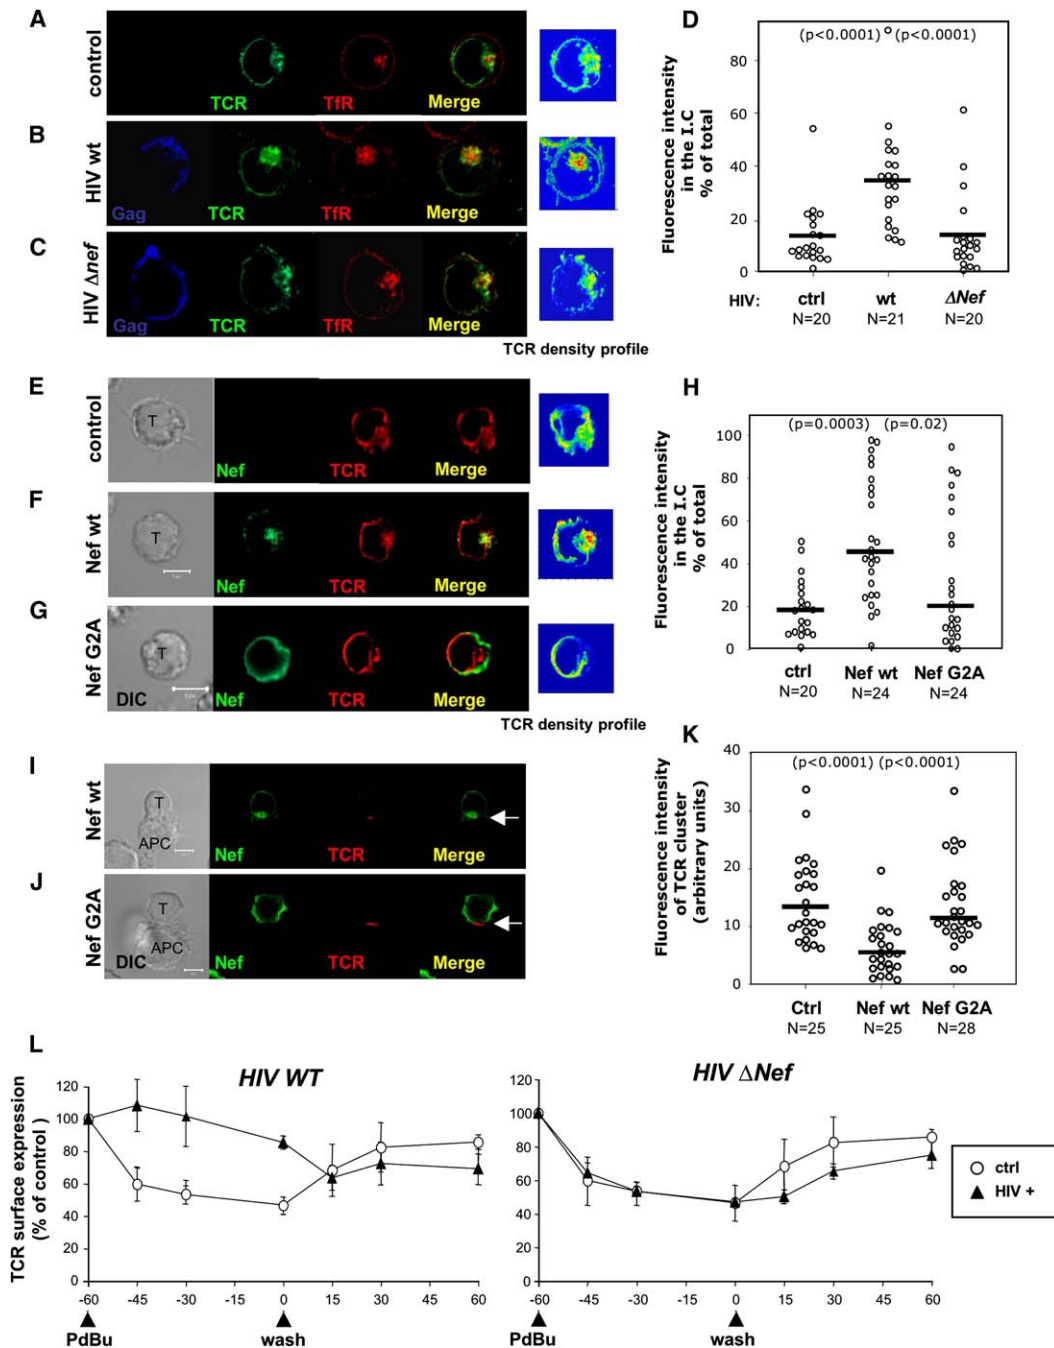 A
control
TCR
TfR
Merge
B
HIV wt
Gag
TCR
TfR
Merge
C
HIV Δnef
Gag
TCR
TfR
Merge
TCR density profile
D
Fluorescence intensity
in the I.C
% of total
(p<0.0001) (p<0.0001)
80
60
40
20
0
HIV: ctrl wt ΔNef
N=20 N=21 N=20
E
control
T
Nef
TCR
Merge
F
Nef wt
T
Nef
TCR
Merge
G
Nef G2A
T
DIC
Nef
TCR
Merge
TCR density profile
H
Fluorescence intensity
in the I.C
% of total
(p=0.0003) (p=0.02)
100
80
60
40
20
0
ctrl Nef wt Nef G2A
N=20 N=24 N=24
I
Nef wt
T
APC
Nef
TCR
Merge
J
Nef G2A
T
APC
DIC
Nef
TCR
Merge
K
Fluorescence intensity
of TCR cluster
(arbitrary units)
(p<0.0001) (p<0.0001)
40
30
20
10
0
Ctrl Nef wt Nef G2A
N=25 N=25 N=28
L
HIV WT
TCR surface expression
(% of control )
120
100
80
60
40
20
0
-60 -45 -30 -15 0 15 30 45 60
PdBu wash
HIV ΔNef
120
100
80
60
40
20
0
-60 -45 -30 -15 0 15 30 45 60
PdBu wash
ctrl
HIV +